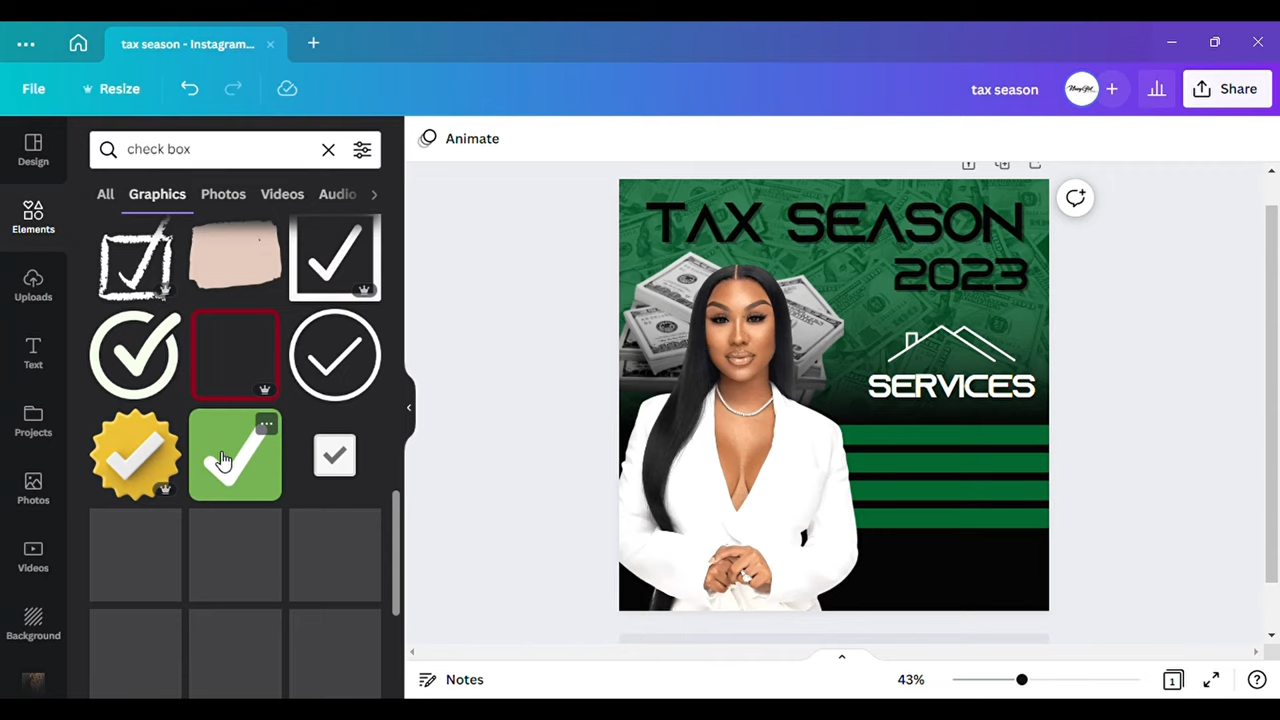 tax season - Instagram...
File
Resize
tax season
Share
Design
Elements
Uploads
Text
Projects
Photos
Videos
Background
check box
All Graphics Photos Videos Audio
Animate
TAX SEASON
2023
SERVICES
Notes
43%
1